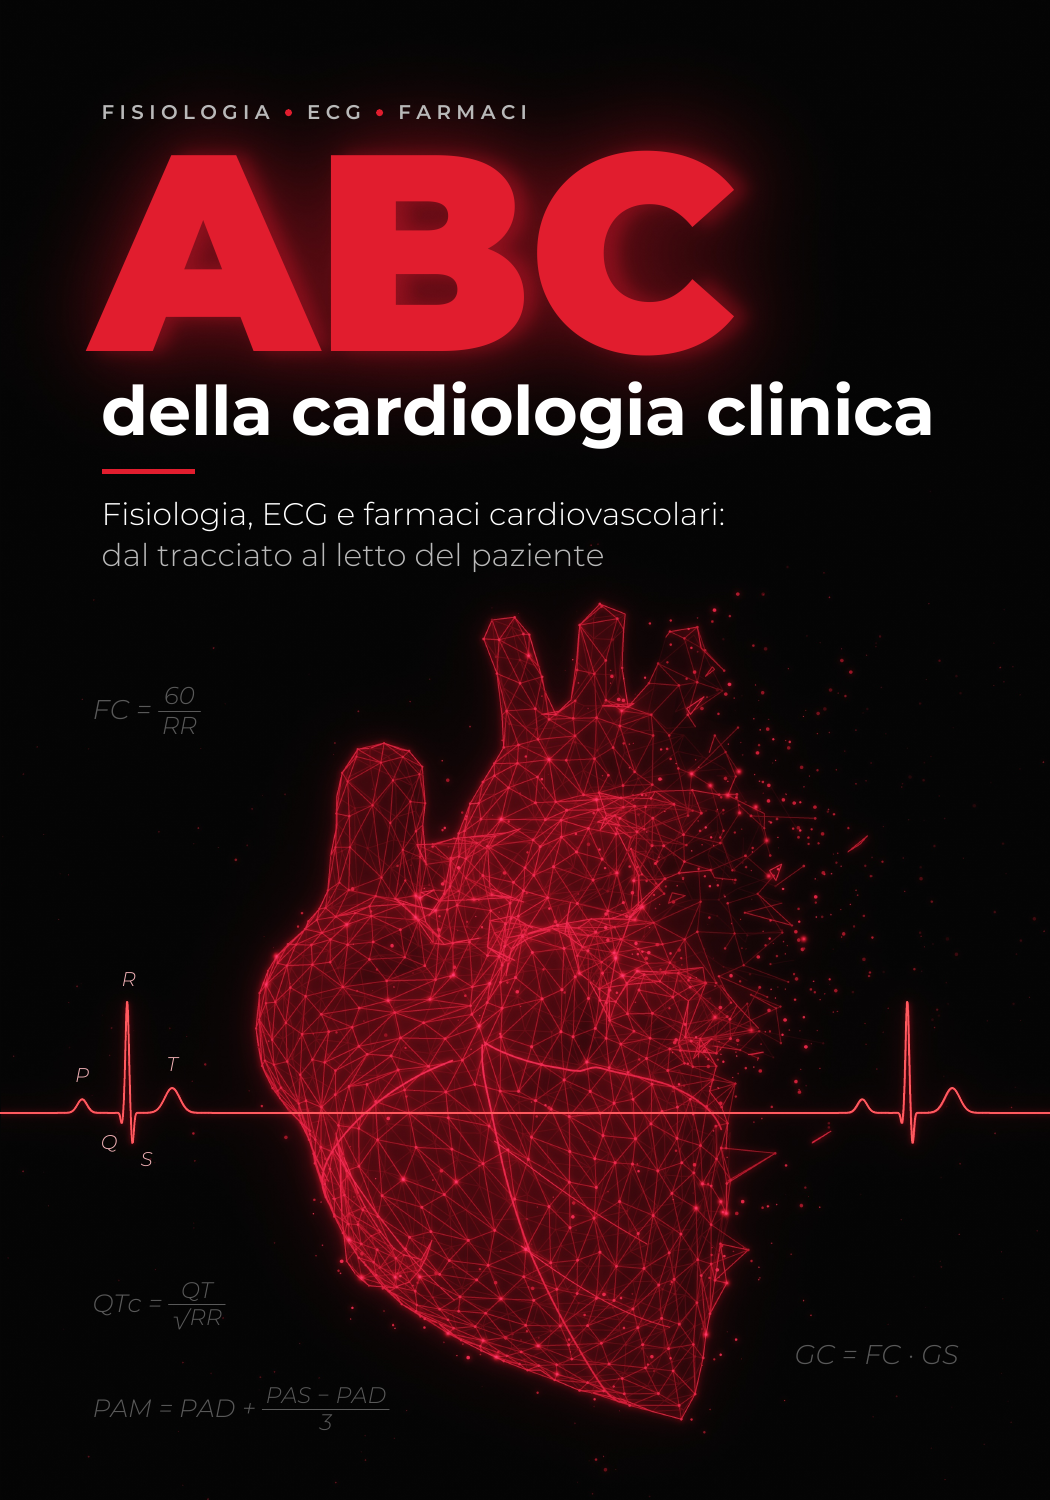 FISIOLOGIA • ECG • FARMACI
ABC
della cardiologia clinica
Fisiologia, ECG e farmaci cardiovascolari:
dal tracciato al letto del paziente
FC = 60/RR
R
P
T
Q
S
QTc = QT/√RR
GC = FC · GS
PAM = PAD + PAS − PAD/3